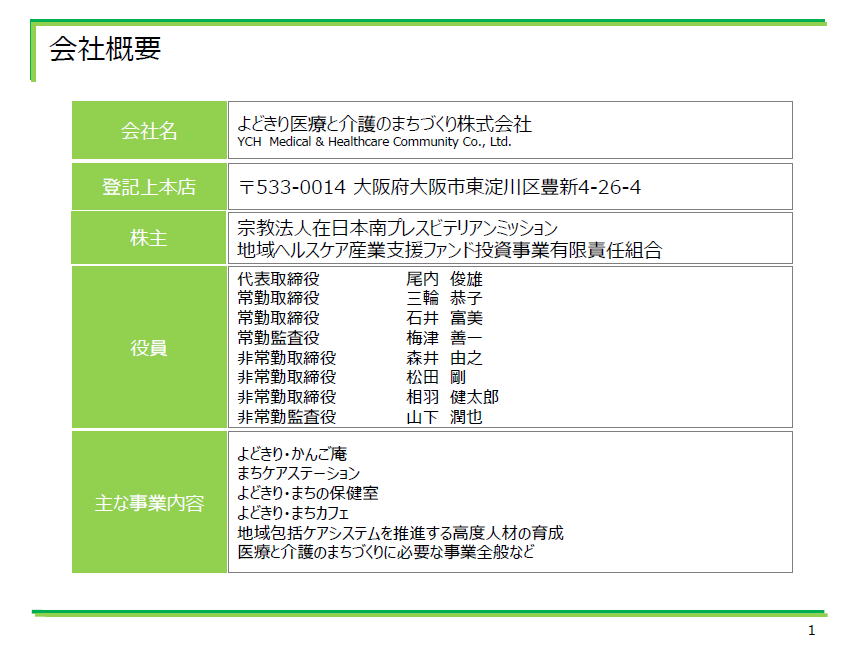 会社概要
会社名
よどきり医療と介護のまちづくり株式会社
YCH Medical & Healthcare Community Co., Ltd.
登記上本店
〒533-0014 大阪府大阪市東淀川区豊新4-26-4
株主
宗教法人在日本南プレスビテリアンミッション
地域ヘルスケア産業支援ファンド投資事業有限責任組合
役員
代表取締役 尾内 俊雄
常勤取締役 三輪 恭子
常勤取締役 石井 富美
常勤監査役 梅津 善一
非常勤取締役 森井 由之
非常勤取締役 松田 剛
非常勤取締役 相羽 健太郎
非常勤監査役 山下 潤也
主な事業内容
よどきり・かんご庵
まちケアステーション
よどきり・まちの保健室
よどきり・まちカフェ
地域包括ケアシステムを推進する高度人材の育成
医療と介護のまちづくりに必要な事業全般など
1